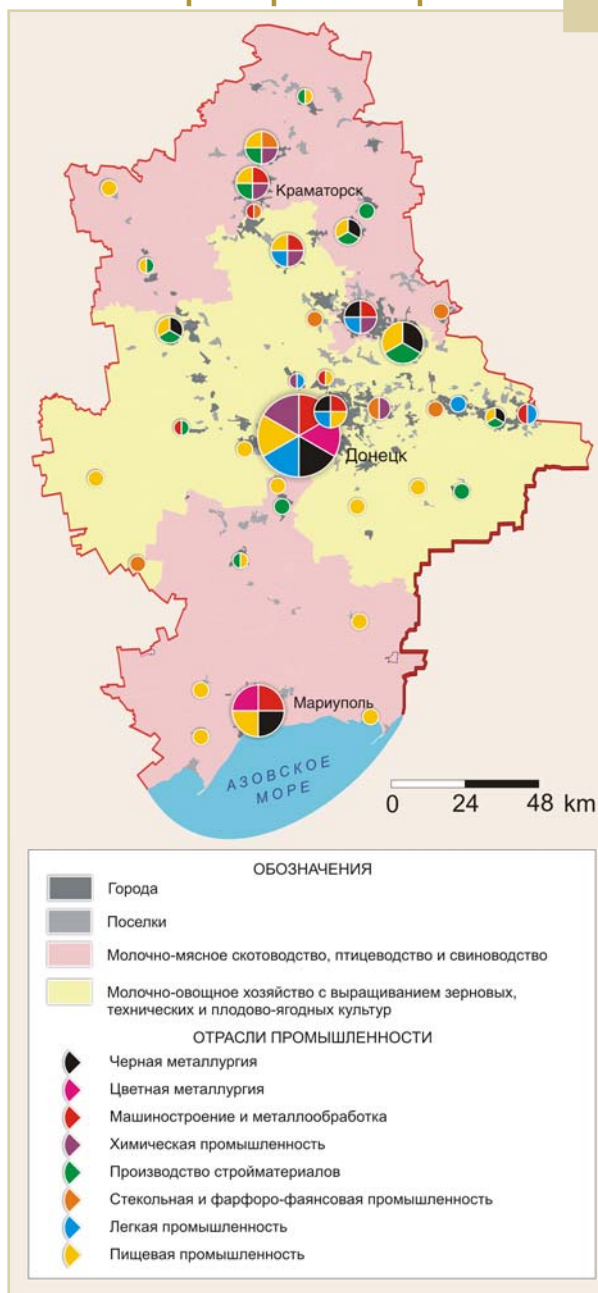 Краматорск
Донецк
Мариуполь
АЗОВСКОЕ
МОРЕ
0 24 48 km
ОБОЗНАЧЕНИЯ
Города
Поселки
Молочно-мясное скотоводство, птицеводство и свиноводство
Молочно-овощное хозяйство с выращиванием зерновых,
технических и плодово-ягодных культур
ОТРАСЛИ ПРОМЫШЛЕННОСТИ
Черная металлургия
Цветная металлургия
Машиностроение и металлообработка
Химическая промышленность
Производство стройматериалов
Стекольная и фарфоро-фаянсовая промышленность
Легкая промышленность
Пищевая промышленность